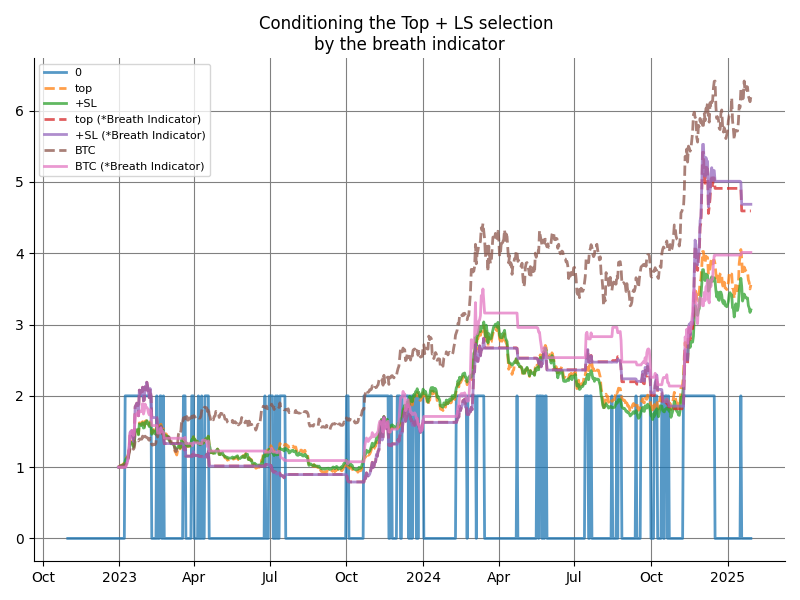 Conditioning the Top + LS selection
by the breath indicator
0
top
+SL
top (*Breath Indicator)
+SL (*Breath Indicator)
BTC
BTC (*Breath Indicator)
6
5
4
3
2
1
0
Oct 2023 Apr Jul Oct 2024 Apr Jul Oct 2025